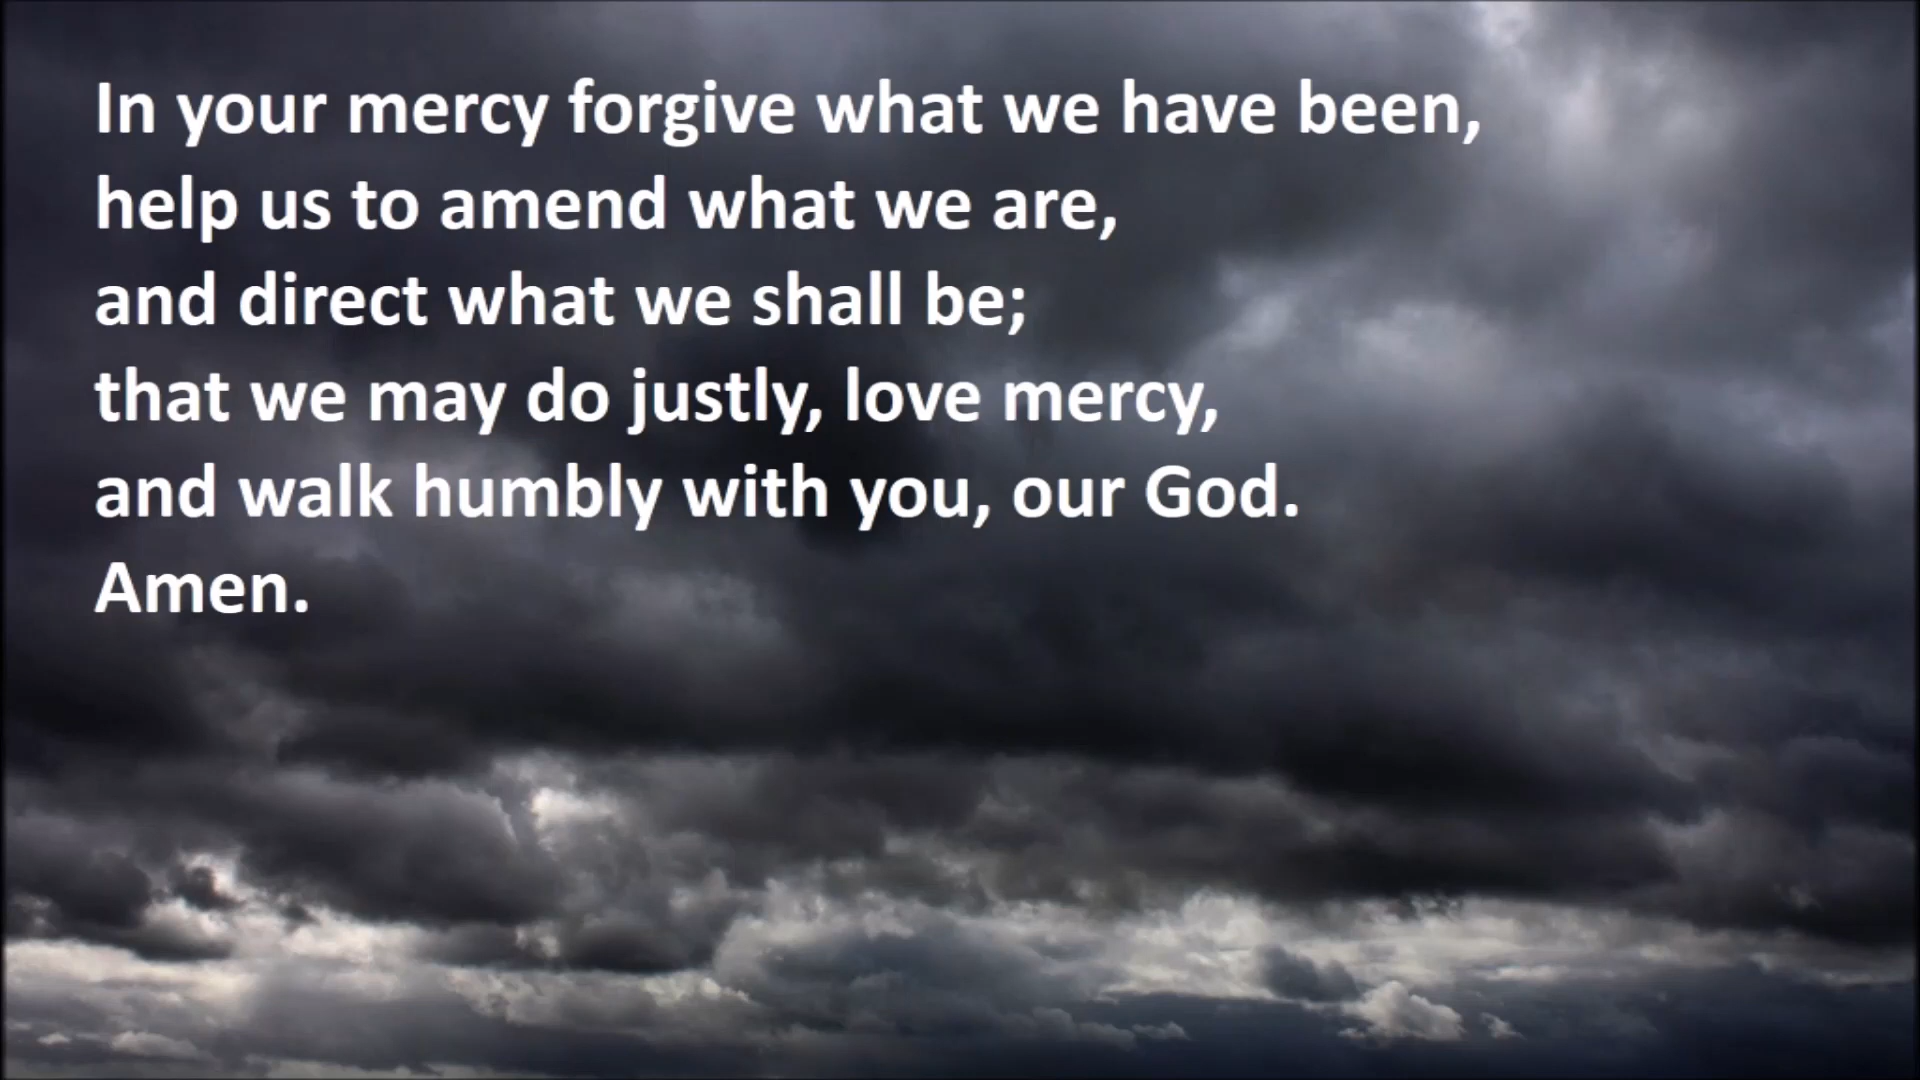 In your mercy forgive what we have been,
help us to amend what we are,
and direct what we shall be;
that we may do justly, love mercy,
and walk humbly with you, our God.
Amen.